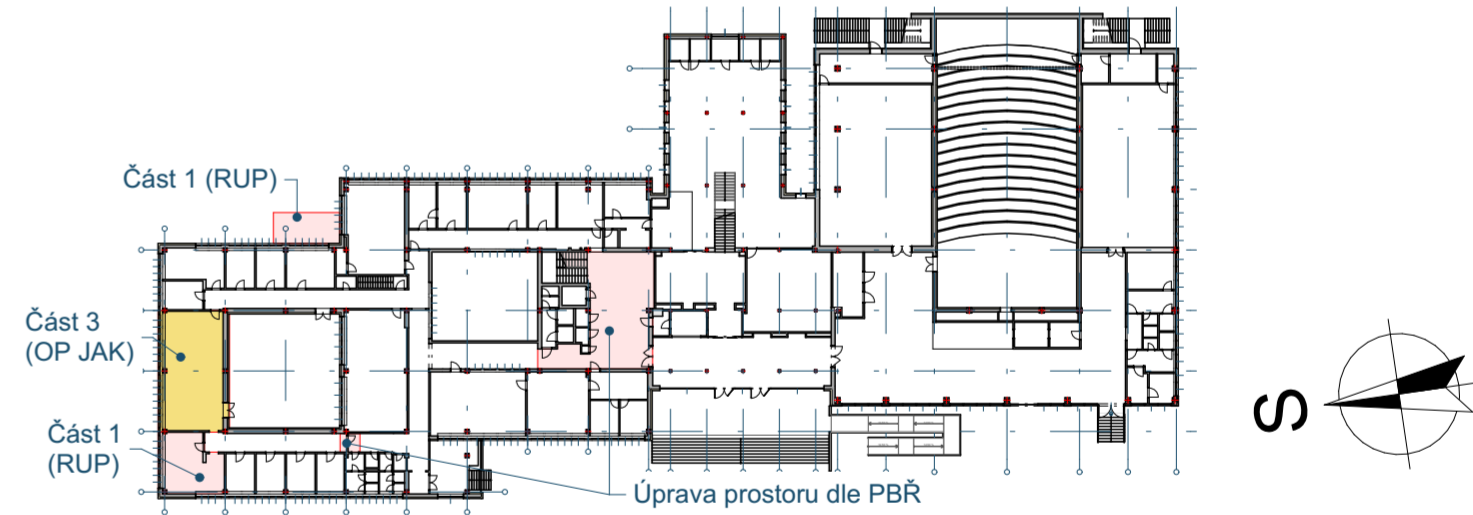 Část 1 (RUP)
Část 3
(OP JAK)
Část 1
(RUP)
Úprava prostoru dle PBŘ
S